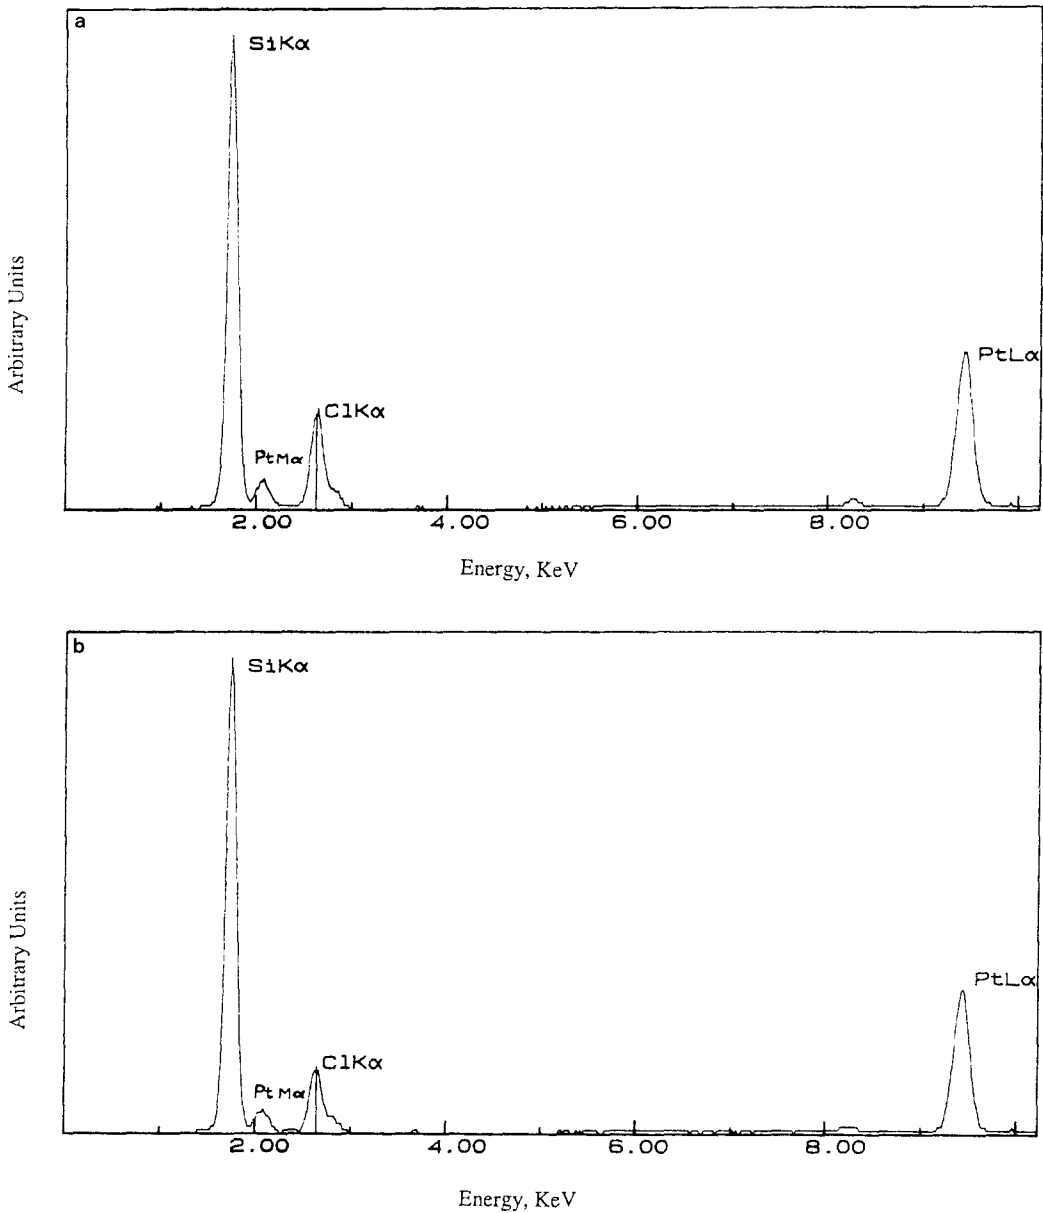 a
SiKα
PtLα
ClKα
PtMα
Arbitrary Units
2.00 4.00 6.00 8.00
Energy, KeV
b
SiKα
PtLα
ClKα
PtMα
Arbitrary Units
2.00 4.00 6.00 8.00
Energy, KeV